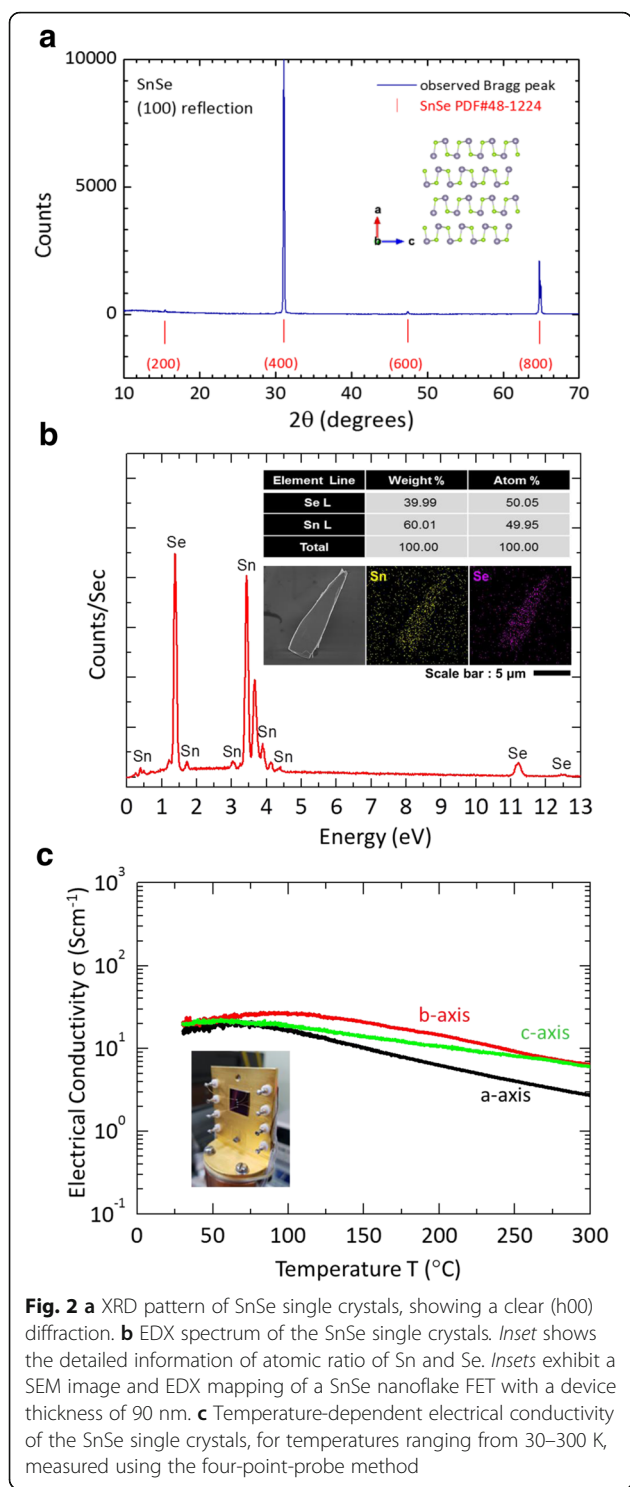 a
10000
5000
0
Counts
SnSe
(100) reflection
observed Bragg peak
SnSe PDF#48-1224
a
b
c
(200)
(400)
(600)
(800)
10
20
30
40
50
60
70
2θ (degrees)
b
Counts/Sec
Element Line Weight % Atom %
Se L 39.99 50.05
Sn L 60.01 49.95
Total 100.00 100.00
Sn
Se
Scale bar : 5 µm
Sn
Se
Sn
Sn
Sn
Sn
Sn
Se
Se
0 1 2 3 4 5 6 7 8 9 10 11 12 13
Energy (eV)
c
Electrical Conductivity σ (Scm⁻¹)
10³
10²
10¹
10⁰
10⁻¹
b-axis
c-axis
a-axis
0 50 100 150 200 250 300
Temperature T (°C)
Fig. 2 a XRD pattern of SnSe single crystals, showing a clear (h00)
diffraction. b EDX spectrum of the SnSe single crystals. Inset shows
the detailed information of atomic ratio of Sn and Se. Insets exhibit a
SEM image and EDX mapping of a SnSe nanoflake FET with a device
thickness of 90 nm. c Temperature-dependent electrical conductivity
of the SnSe single crystals, for temperatures ranging from 30–300 K,
measured using the four-point-probe method